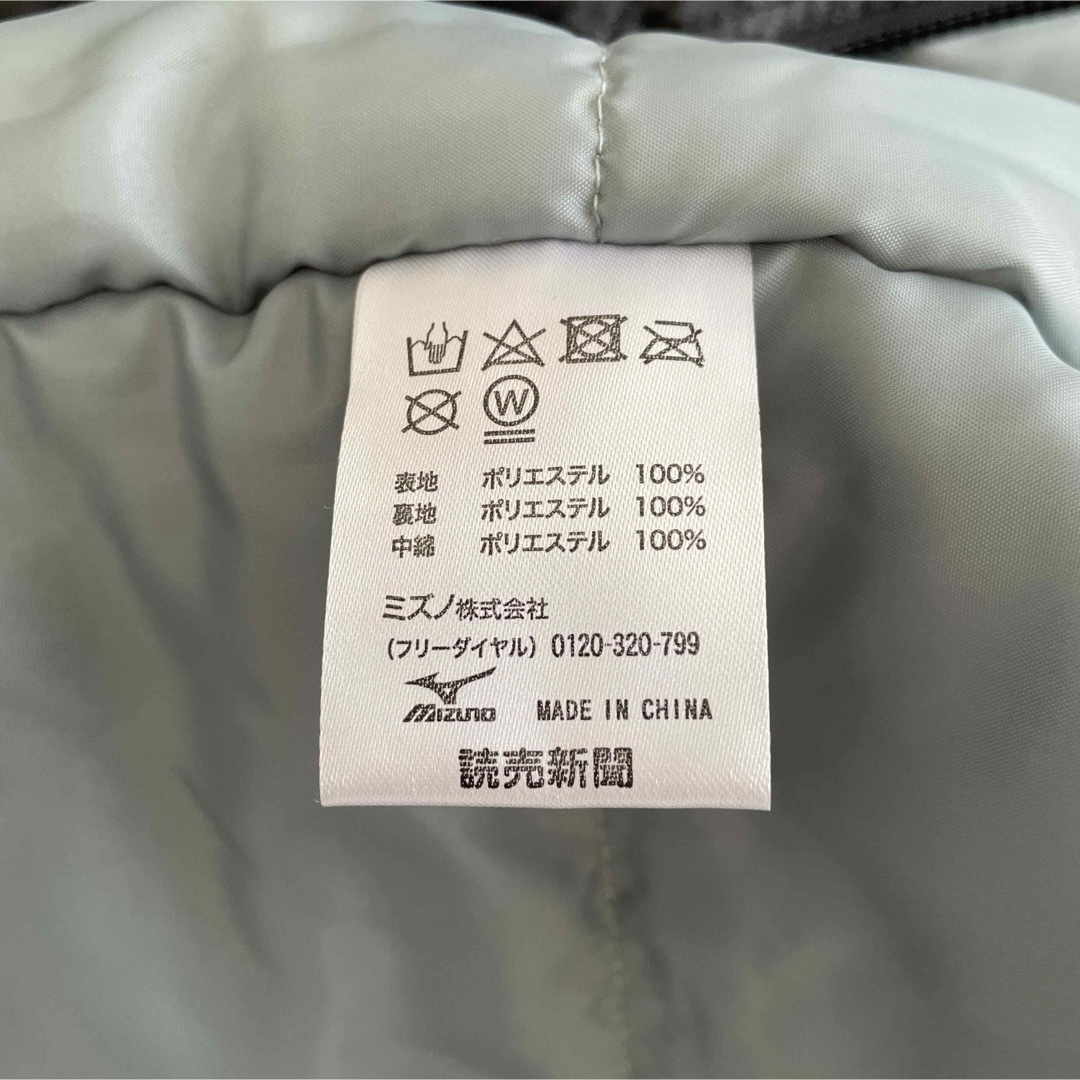 W
表地 ポリエステル 100%
裏地 ポリエステル 100%
中綿 ポリエステル 100%
ミズノ株式会社
(フリーダイヤル) 0120-320-799
mizuno MADE IN CHINA
読売新聞